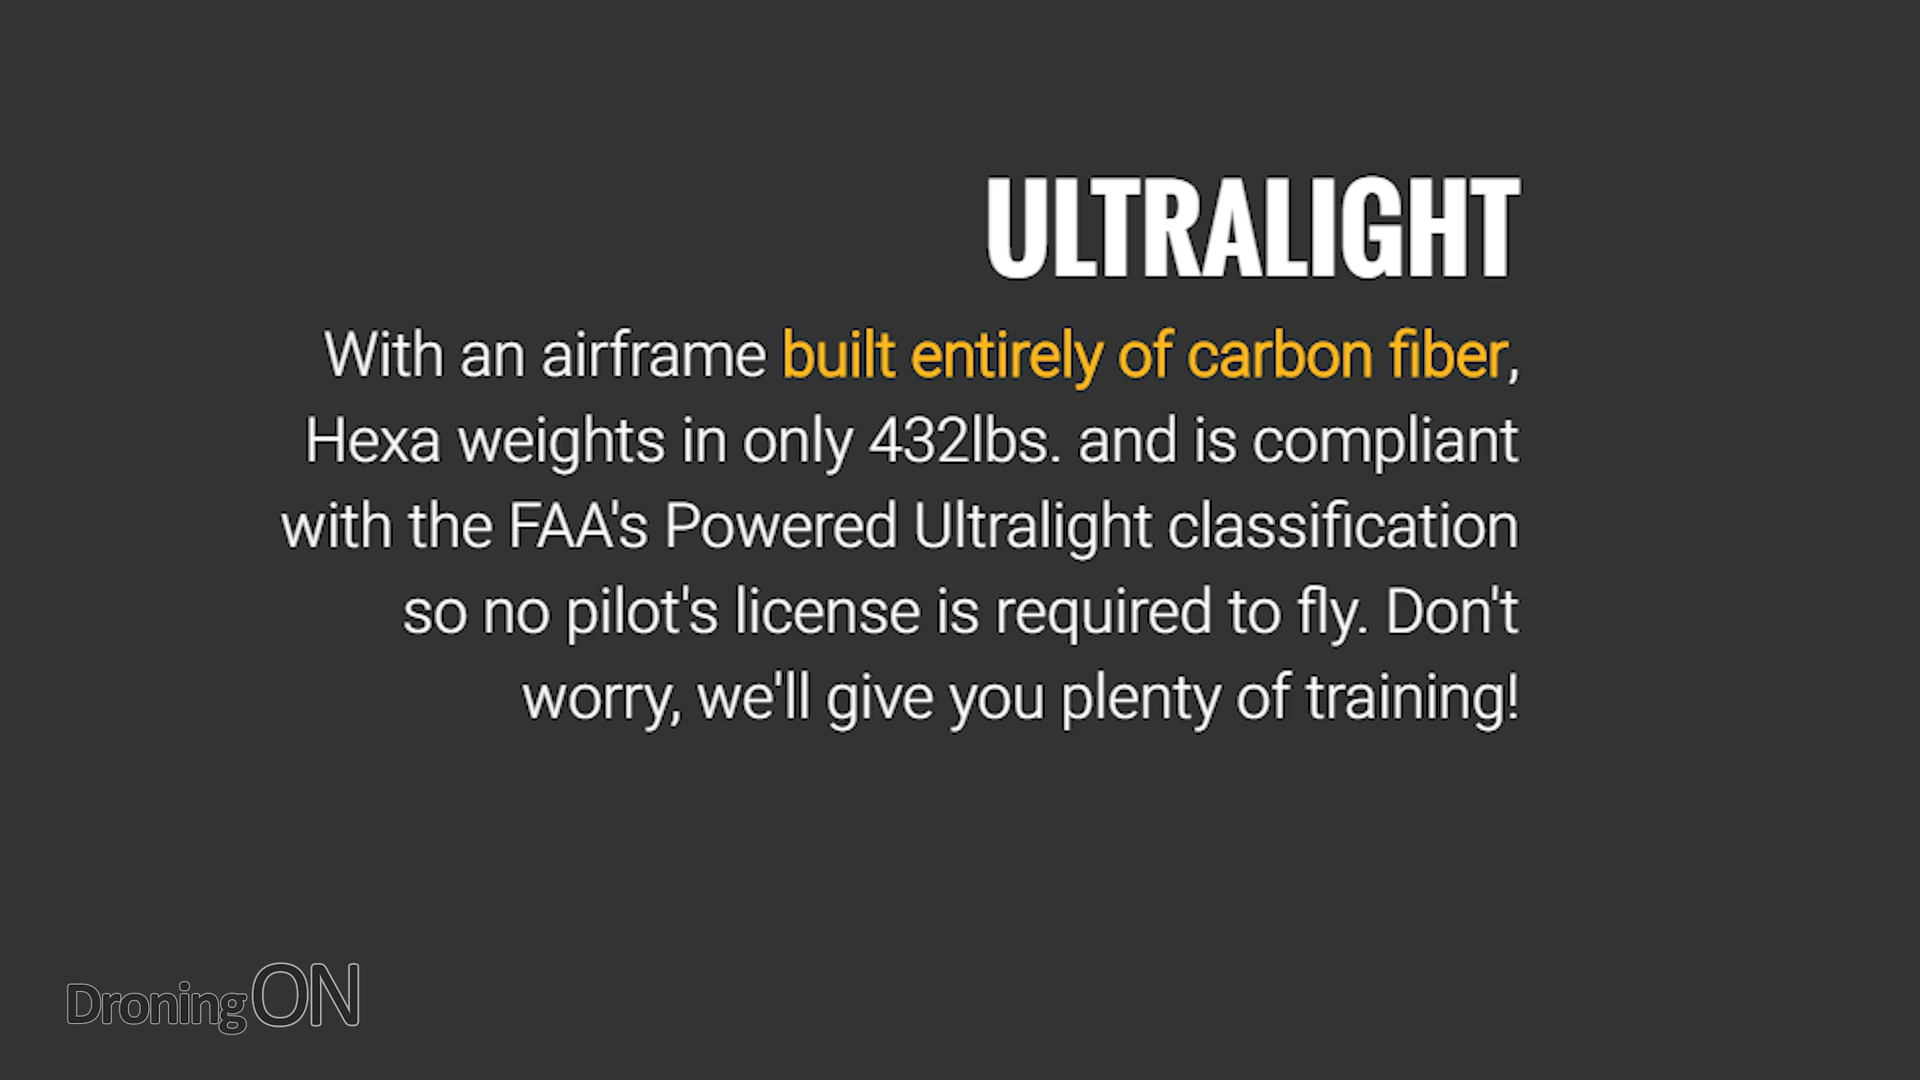 ULTRALIGHT
With an airframe built entirely of carbon fiber,
Hexa weights in only 432lbs. and is compliant
with the FAA's Powered Ultralight classification
so no pilot's license is required to fly. Don't
worry, we'll give you plenty of training!
DroningON